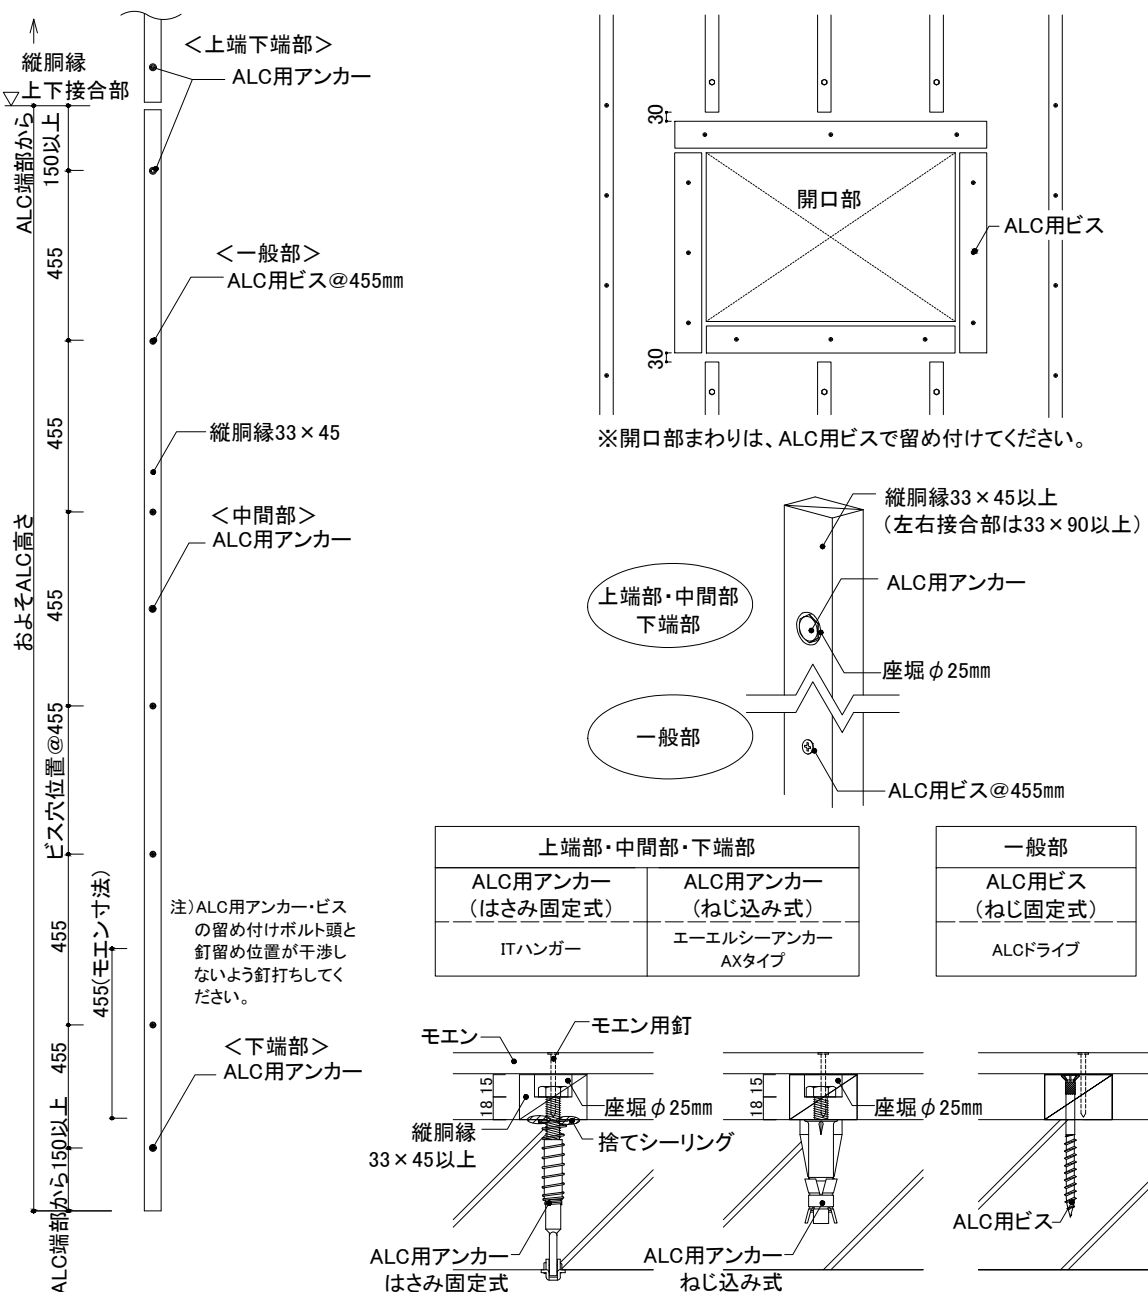 縦胴縁
上下接合部
＜上端下端部＞
ALC用アンカー
ALC端部から
150以上
455
＜一般部＞
ALC用ビス@455mm
455
縦胴縁33×45
＜中間部＞
ALC用アンカー
およそALC高さ
455
ビス穴位置@455
455(モエン寸法)
455
注)ALC用アンカー・ビス
の留め付けボルト頭と
釘留め位置が干渉し
ないよう釘打ちしてく
ださい。
455
＜下端部＞
ALC用アンカー
ALC端部から150以上
30
開口部
ALC用ビス
30
※開口部まわりは、ALC用ビスで留め付けてください。
縦胴縁33×45以上
(左右接合部は33×90以上)
上端部・中間部
下端部
ALC用アンカー
座堀φ25mm
一般部
ALC用ビス@455mm
上端部・中間部・下端部
ALC用アンカー
(はさみ固定式)
ALC用アンカー
(ねじ込み式)
ITハンガー
エーエルシーアンカー
AXタイプ
一般部
ALC用ビス
(ねじ固定式)
ALCドライブ
モエン
モエン用釘
15
18
座堀φ25mm
縦胴縁
33×45以上
捨てシーリング
ALC用アンカー
はさみ固定式
15
18
座堀φ25mm
ALC用アンカー
ねじ込み式
ALC用ビス